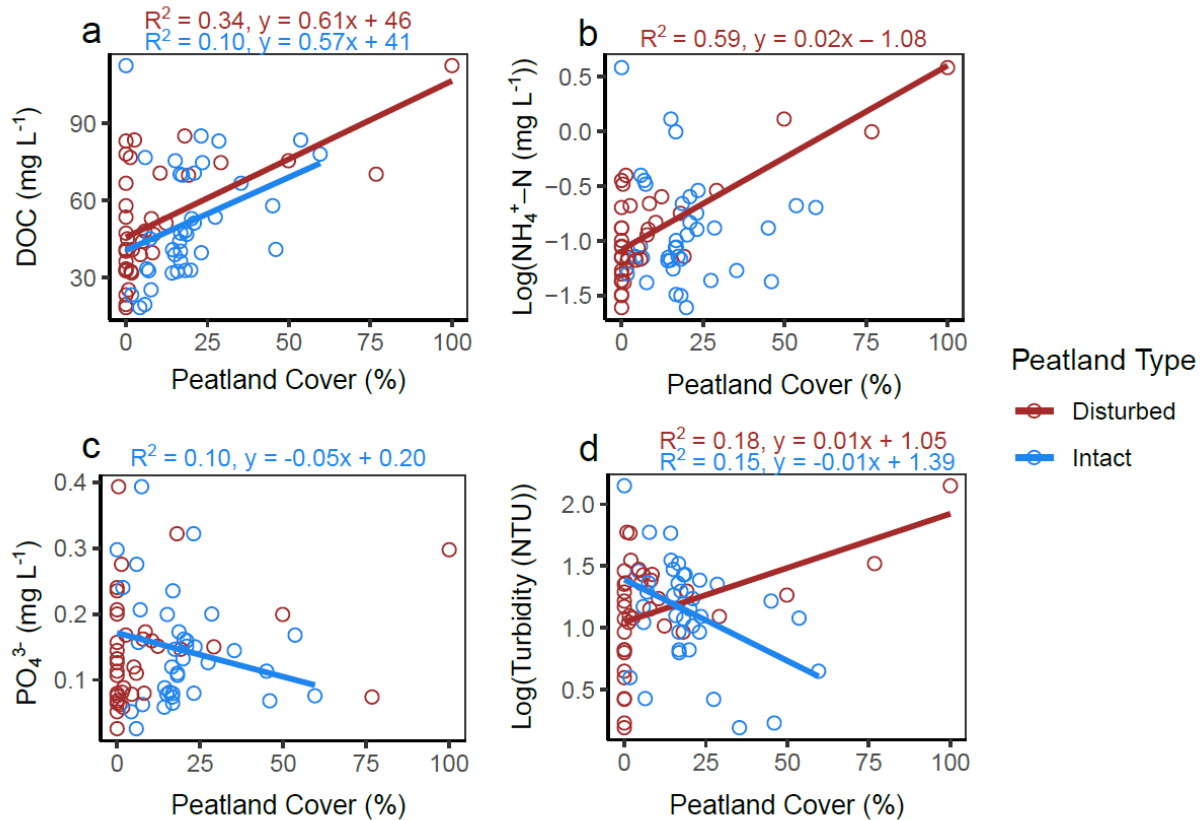 a
R² = 0.34, y = 0.61x + 46
R² = 0.10, y = 0.57x + 41
DOC (mg L⁻¹)
90
60
30
0 25 50 75 100
Peatland Cover (%)
b
R² = 0.59, y = 0.02x − 1.08
Log(NH₄⁺−N (mg L⁻¹))
0.5
0.0
−0.5
−1.0
−1.5
0 25 50 75 100
Peatland Cover (%)
c
R² = 0.10, y = -0.05x + 0.20
PO₄³⁻ (mg L⁻¹)
0.4
0.3
0.2
0.1
0 25 50 75 100
Peatland Cover (%)
d
R² = 0.18, y = 0.01x + 1.05
R² = 0.15, y = -0.01x + 1.39
Log(Turbidity (NTU))
2.0
1.5
1.0
0.5
0 25 50 75 100
Peatland Cover (%)
Peatland Type
Disturbed
Intact